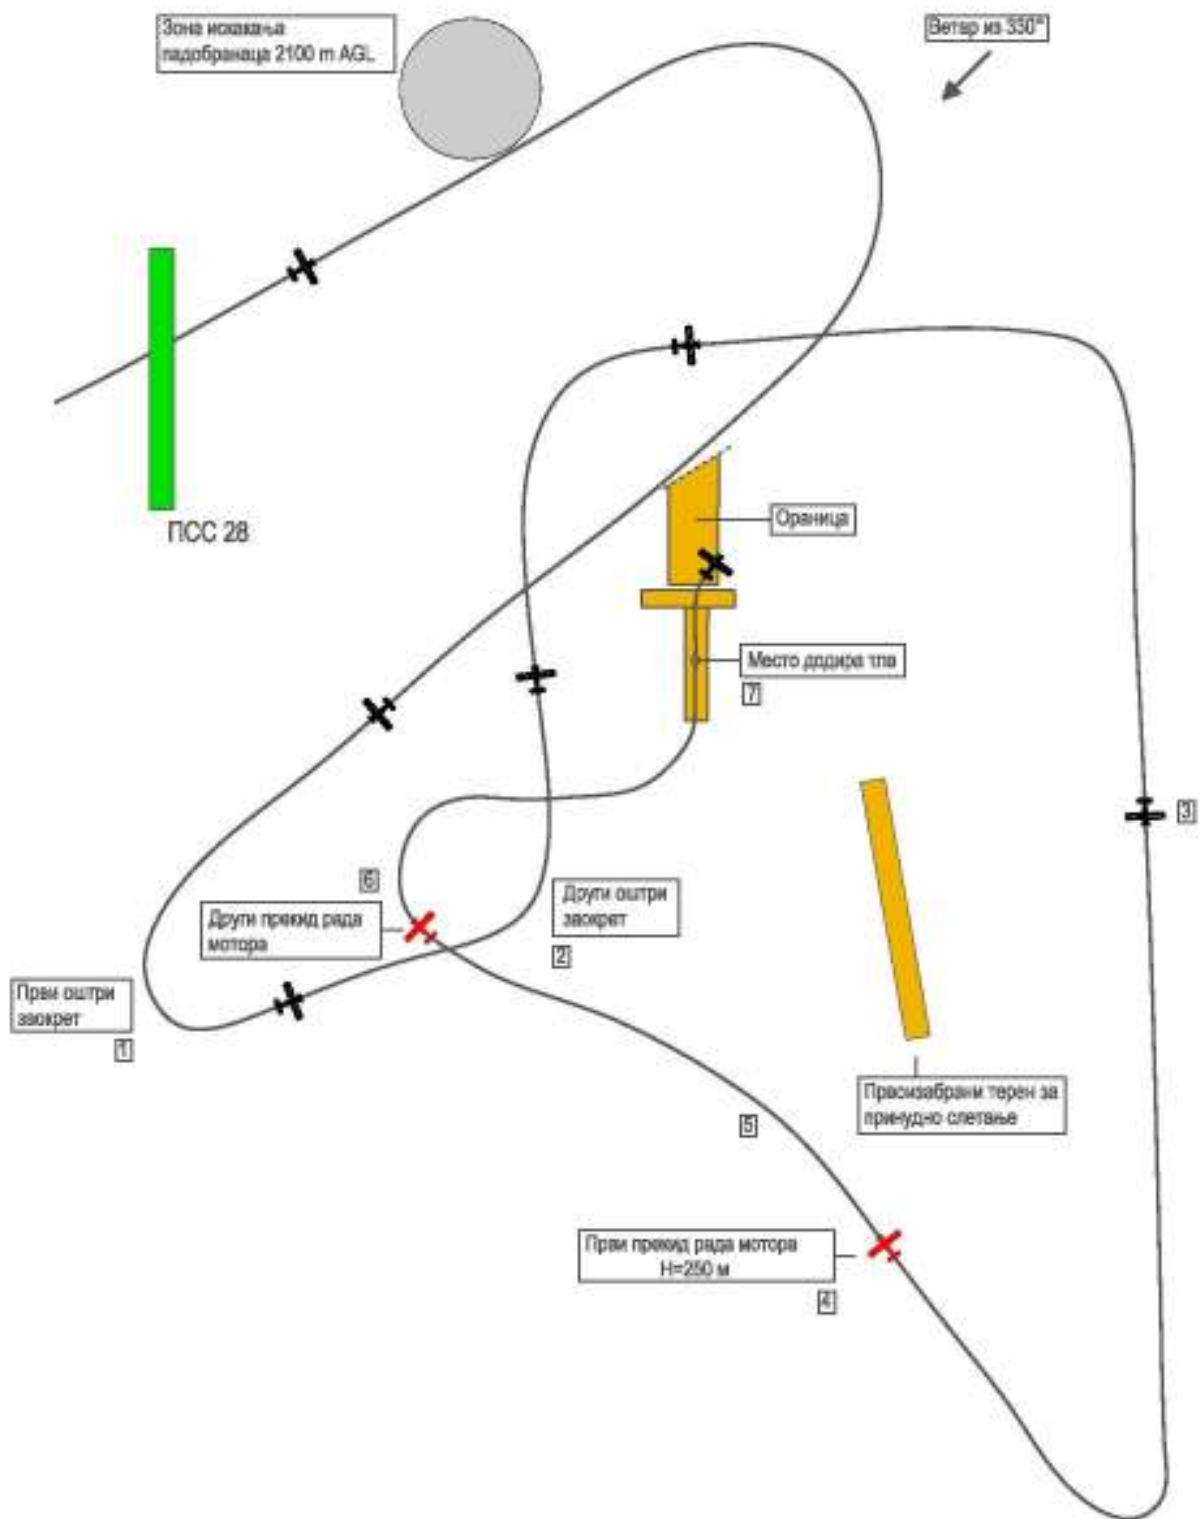 Зона искакања
падобранаца 2100 m AGL
Ветар из 330°
ПСС 28
Ораница
Место додира тла
7
3
6
Други прекид рада
мотора
Други оштри
заокрет
2
Први оштри
заокрет
1
Првоизабрани терен за
принудно слетање
5
Први прекид рада мотора
H=250 м
4